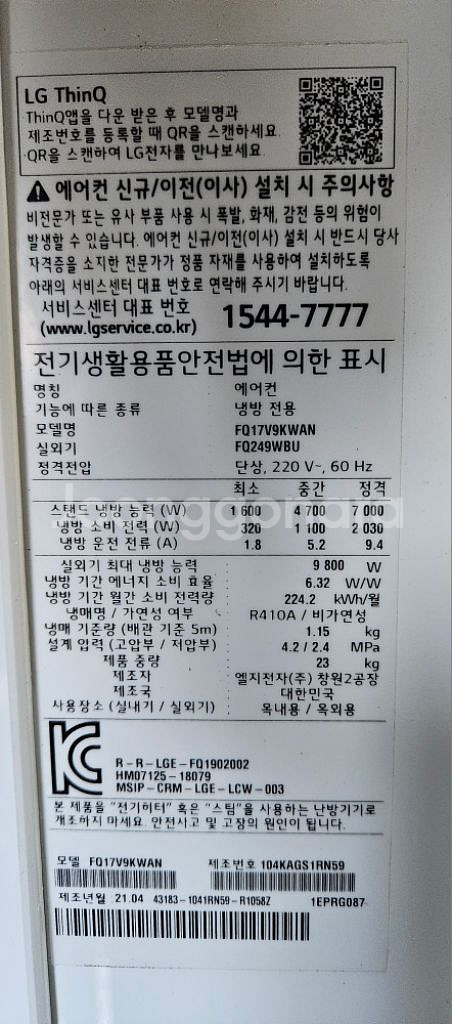 LG ThinQ
ThinQ앱을 다운 받은 후 모델명과
제조번호를 등록할 때 QR을 스캔하세요.
QR을 스캔하여 LG전자를 만나보세요.
에어컨 신규/이전(이사) 설치 시 주의사항
비전문가 또는 유사 부품 사용 시 폭발, 화재, 감전 등의 위험이
발생할 수 있습니다. 에어컨 신규/이전(이사) 설치 시 반드시 당사
자격증을 소지한 전문가가 정품 자재를 사용하여 설치하도록
아래의 서비스센터 대표 번호로 연락해 주시기 바랍니다.
서비스센터 대표 번호
(www.lgservice.co.kr) 1544-7777
전기생활용품안전법에 의한 표시
명칭 : 에어컨
기능에 따른 종류 : 냉방 전용
모델명 : FQ17V9KWAN
실외기 : FQ249WBU
정격전압 : 단상, 220 V~, 60 Hz
최소 중간 정격
스탠드 냉방 능력 (W) : 1 600 4 700 7 000
냉방 소비 전력 (W) : 320 1 100 2 030
냉방 운전 전류 (A) : 1.8 5.2 9.4
Joonggonara
실외기 최대 냉방 능력 : 9 800 W
냉방 기간 에너지 소비 효율 : 6.32 W/W
냉방 기간 월간 소비 전력량 : 224.2 kWh/월
냉매명 / 가연성 여부 : R410A / 비가연성
냉매 기준량 (배관 기준 5m) : 1.15 kg
설계 압력 (고압부 / 저압부) : 4.2 / 2.4 MPa
제품 중량 : 23 kg
제조자 : 엘지전자(주) 창원2공장
제조국 : 대한민국
사용장소 (실내기 / 실외기) : 옥내용 / 옥외용
R-R-LGE-FQ1902002
HM07125-18079
MSIP-CRM-LGE-LCW-003
본 제품을 "전기히터" 혹은 "스팀"을 사용하는 난방기기로
개조하지 마세요. 안전사고 및 고장의 원인이 됩니다.
모델 FQ17V9KWAN 제조번호 104KAGS1RN59
제조년월 21.04 43183-1041RN59-R1058Z 1EPRG087